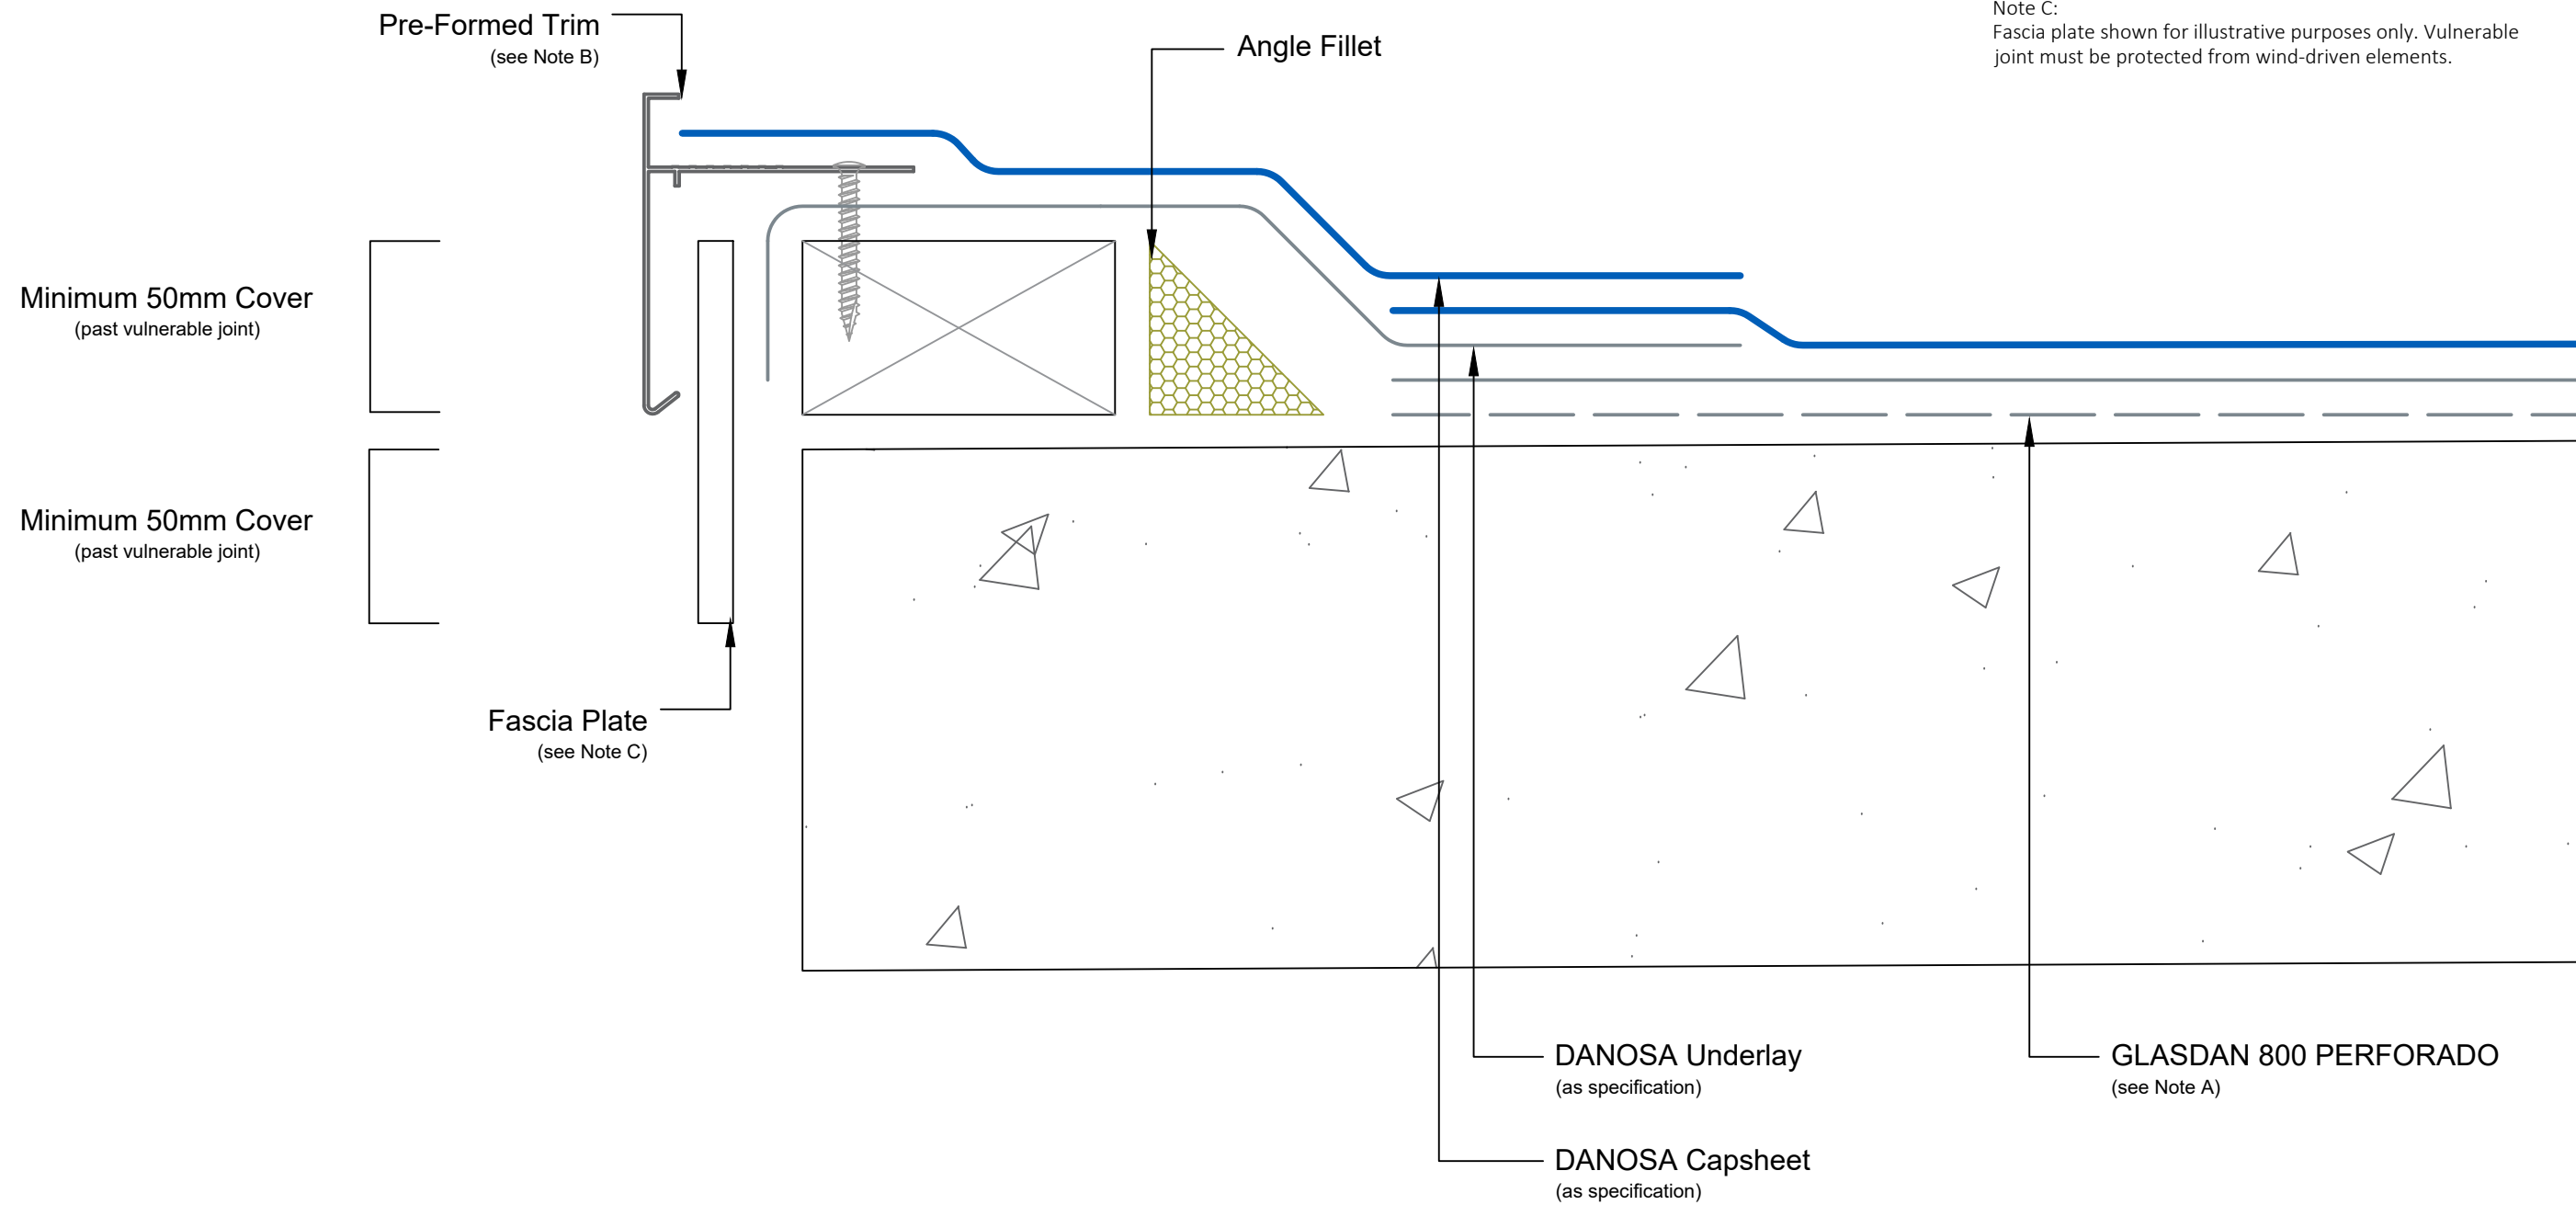 Note C:
Fascia plate shown for illustrative purposes only. Vulnerable
joint must be protected from wind-driven elements.
Pre-Formed Trim
(see Note B)
Angle Fillet
Minimum 50mm Cover
(past vulnerable joint)
Minimum 50mm Cover
(past vulnerable joint)
Fascia Plate
(see Note C)
DANOSA Underlay
(as specification)
GLASDAN 800 PERFORADO
(see Note A)
DANOSA Capsheet
(as specification)